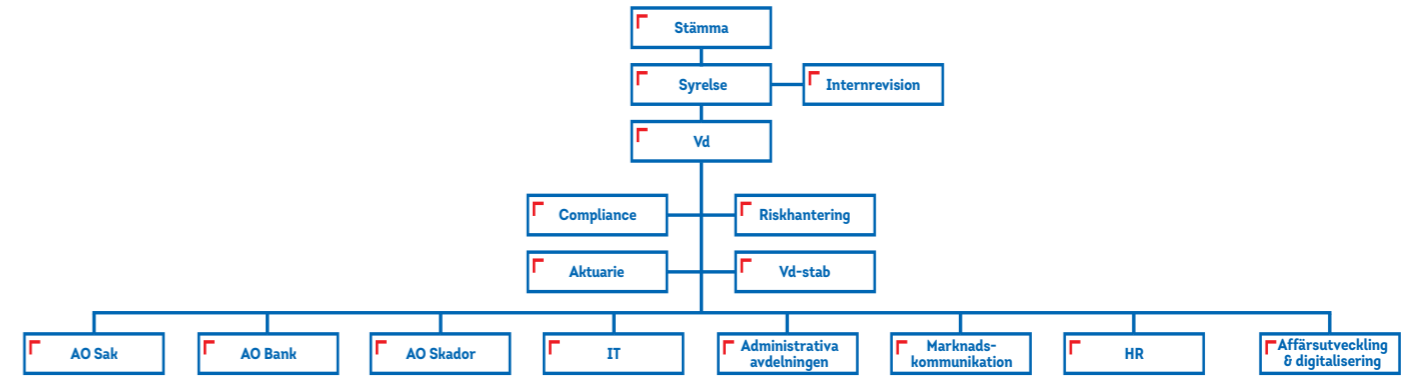 Stämma
Syrelse
Internrevision
Vd
Compliance
Riskhantering
Aktuarie
Vd-stab
AO Sak
AO Bank
AO Skador
IT
Administrativa
avdelningen
Marknads-
kommunikation
HR
Affärsutveckling
& digitalisering